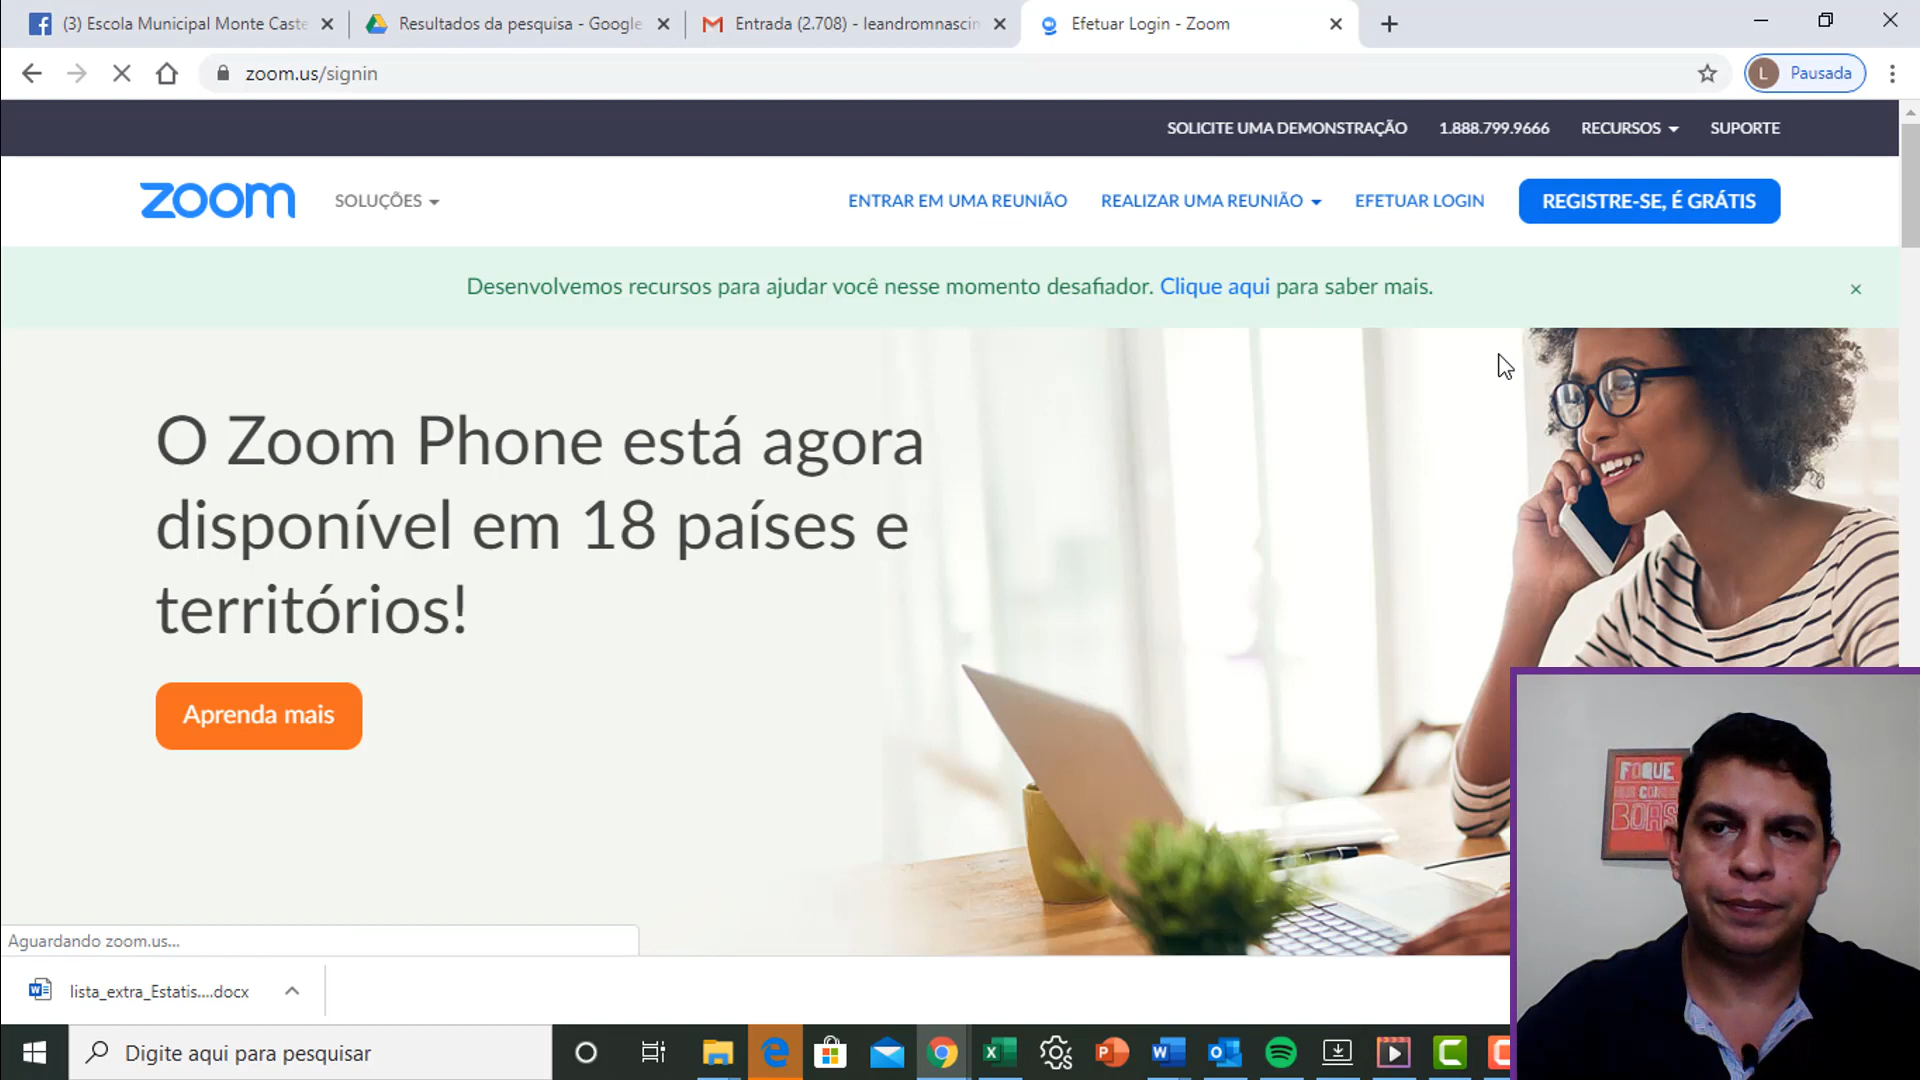 (3) Escola Municipal Monte Caste
Resultados da pesquisa - Google
Entrada (2.708) - leandromnascin
Efetuar Login - Zoom
zoom.us/signin
L
Pausada
SOLICITE UMA DEMONSTRAÇÃO
1.888.799.9666
RECURSOS
SUPORTE
zoom
SOLUÇÕES
ENTRAR EM UMA REUNIÃO
REALIZAR UMA REUNIÃO
EFETUAR LOGIN
REGISTRE-SE, É GRÁTIS
Desenvolvemos recursos para ajudar você nesse momento desafiador. Clique aqui para saber mais.
O Zoom Phone está agora
disponível em 18 países e
territórios!
Aprenda mais
FOQUE
BOAS
Aguardando zoom.us...
lista_extra_Estatis....docx
Digite aqui para pesquisar